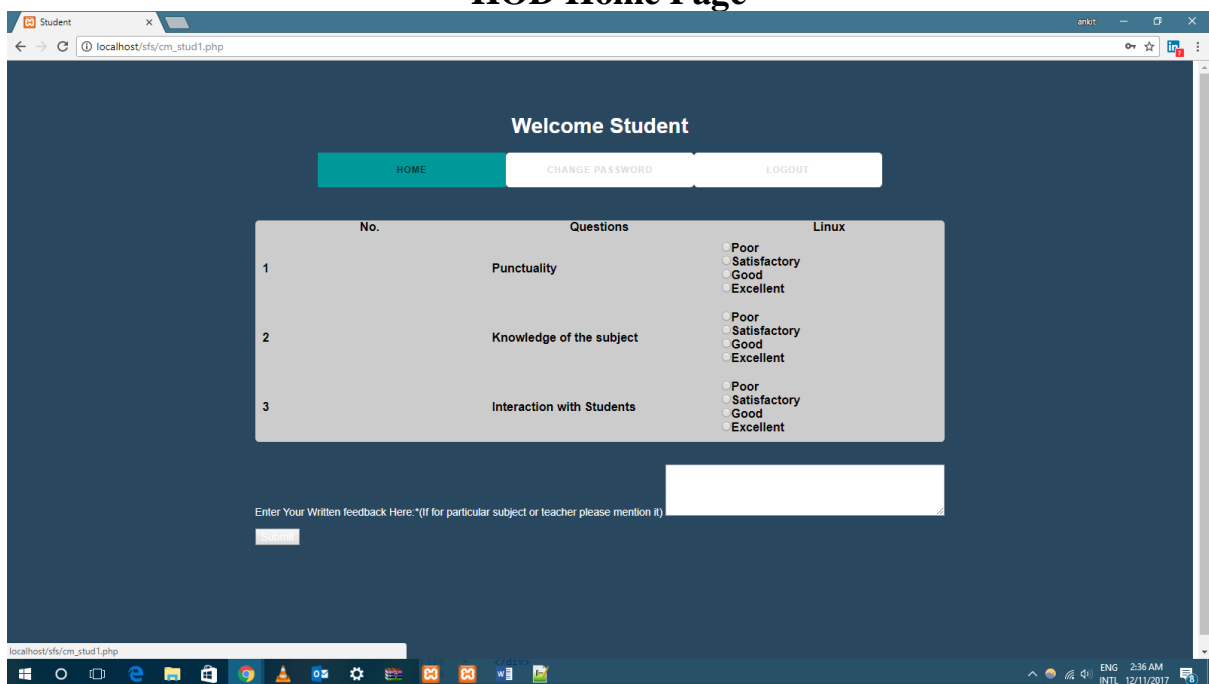 HOD Home Page
Student
ankit
localhost/sfs/cm_stud1.php
7
Welcome Student
HOME CHANGE PASSWORD LOGOUT
No. Questions Linux
1 Punctuality
Poor
Satisfactory
Good
Excellent
2 Knowledge of the subject
Poor
Satisfactory
Good
Excellent
3 Interaction with Students
Poor
Satisfactory
Good
Excellent
Enter Your Written feedback Here:*(If for particular subject or teacher please mention it)
Submit
localhost/sfs/cm_stud1.php
</div>
ENG 2:36 AM
INTL 12/11/2017
8